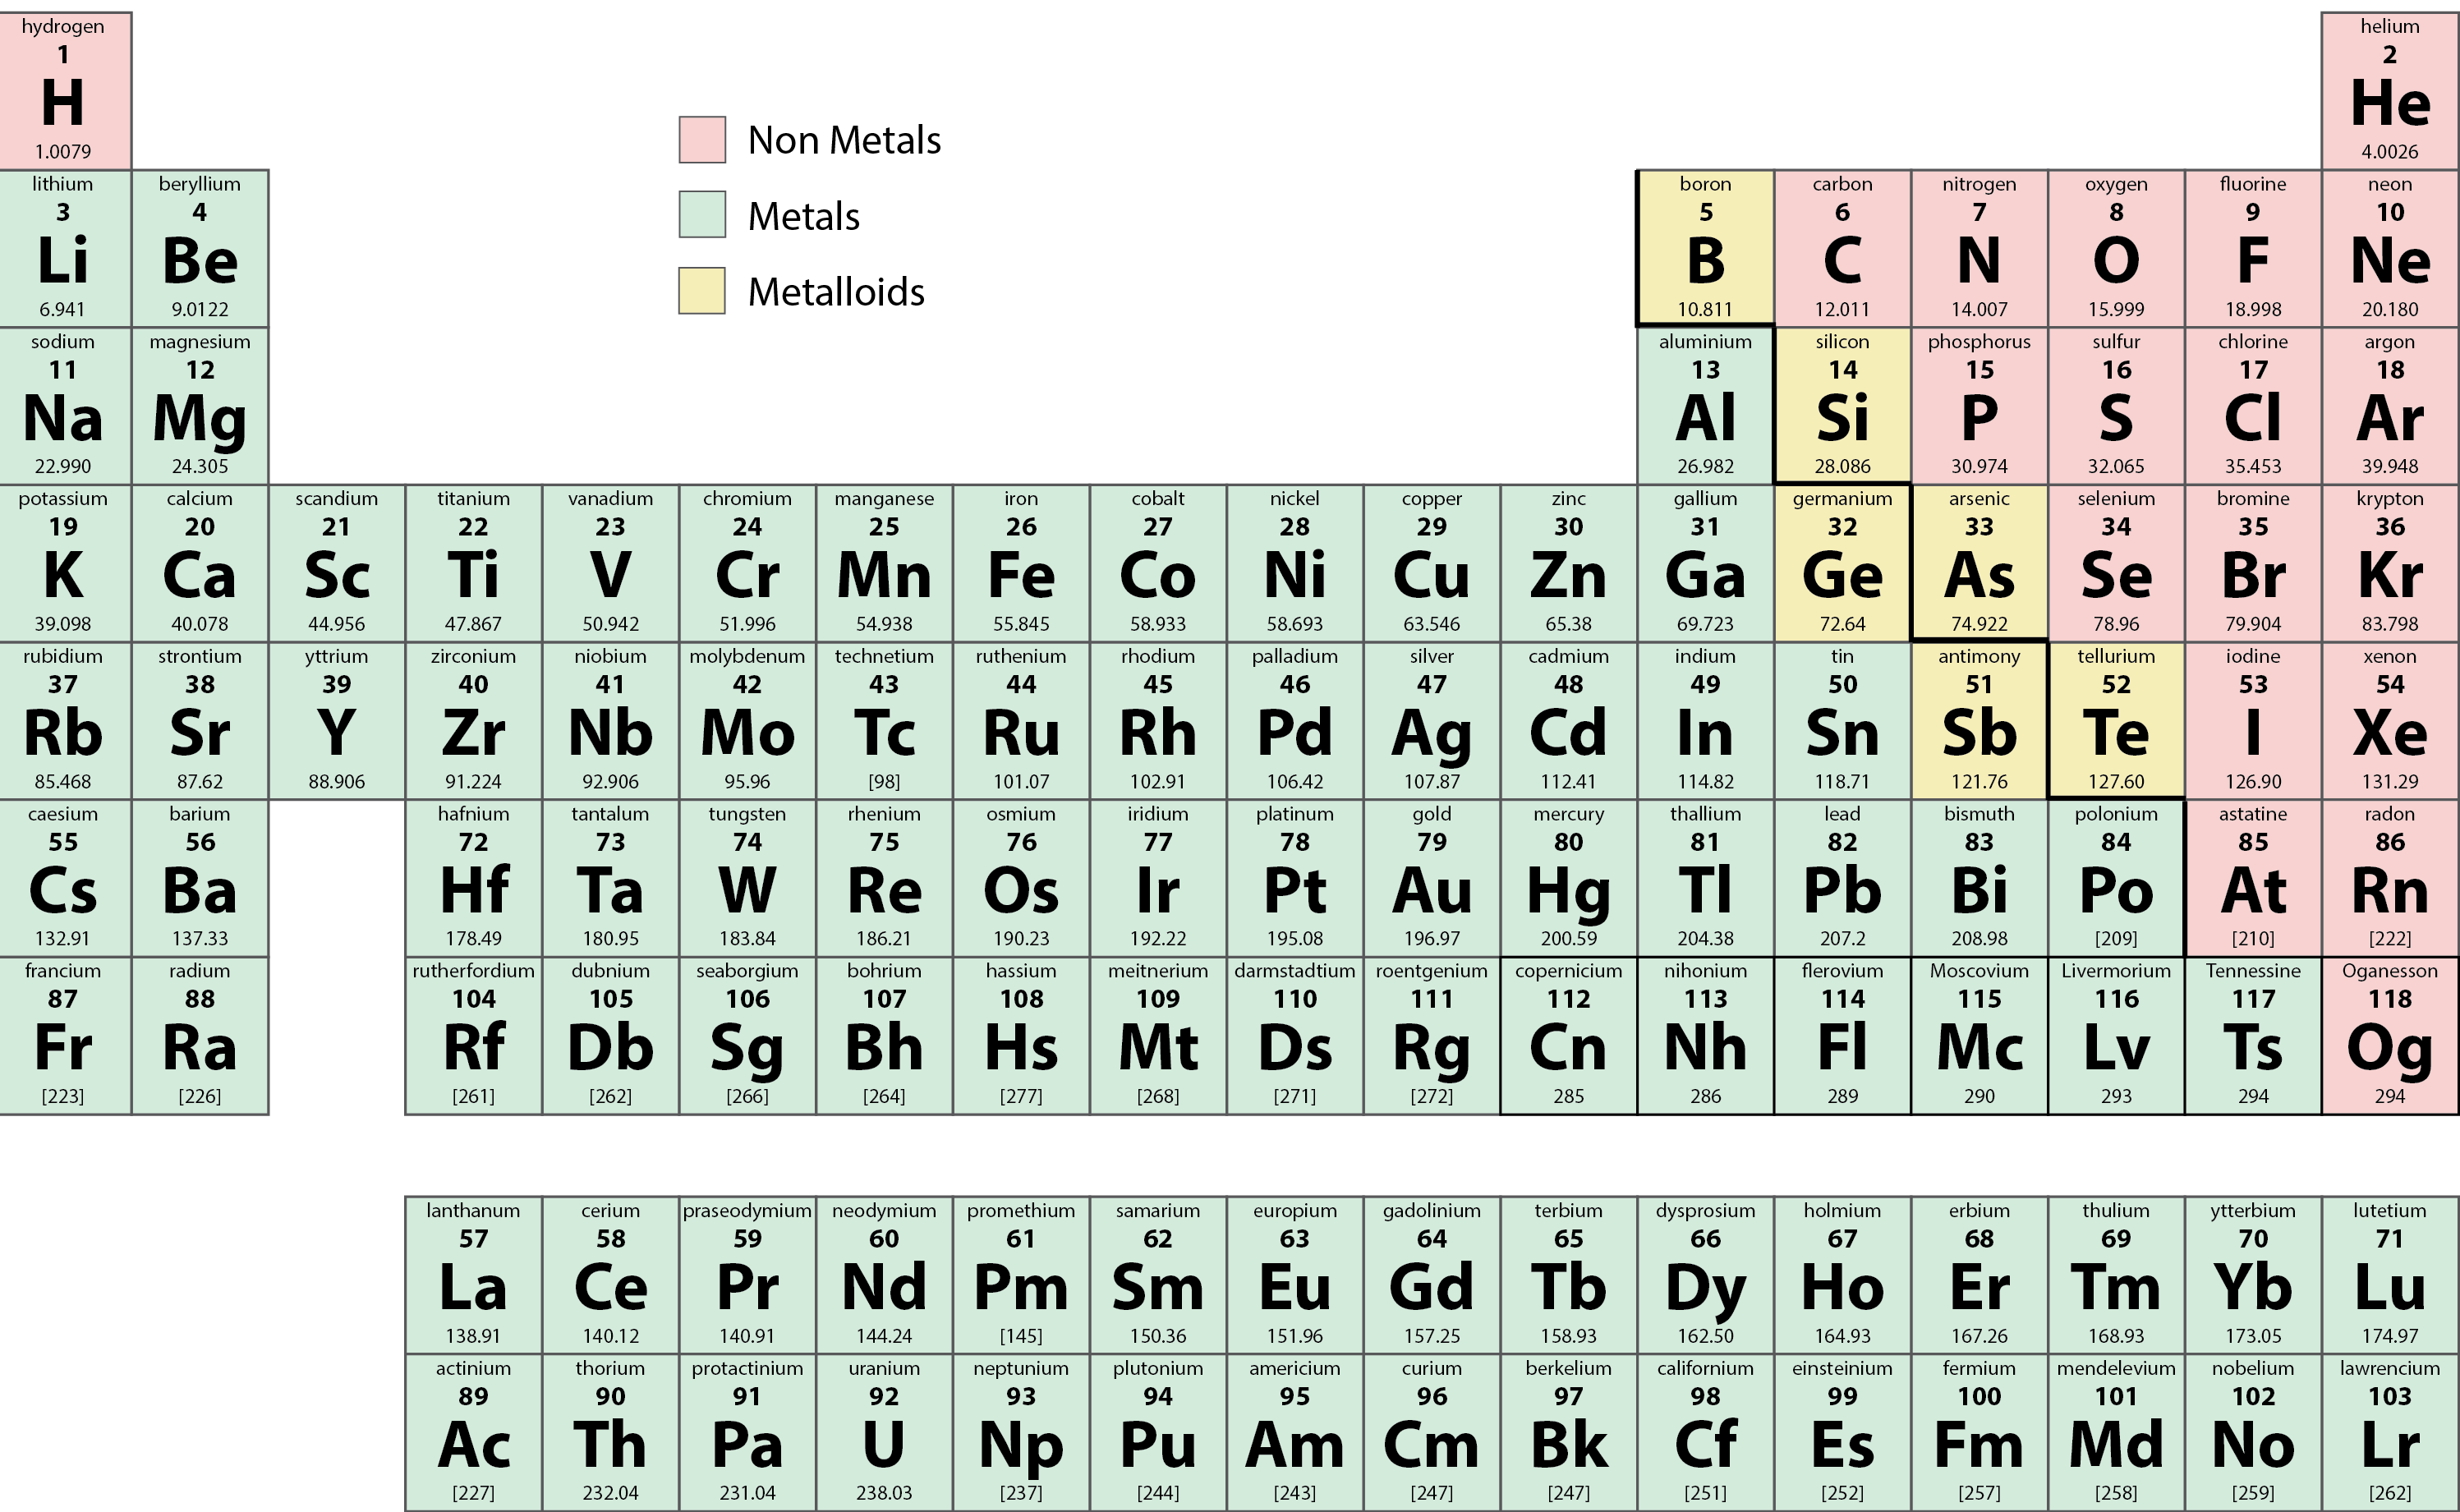 hydrogen helium
1 2
H He
1.0079 4.0026
Non Metals
Metals
Metalloids
lithium beryllium boron carbon nitrogen oxygen fluorine neon
3 4 5 6 7 8 9 10
Li Be B C N O F Ne
6.941 9.0122 10.811 12.011 14.007 15.999 18.998 20.180
sodium magnesium aluminium silicon phosphorus sulfur chlorine argon
11 12 13 14 15 16 17 18
Na Mg Al Si P S Cl Ar
22.990 24.305 26.982 28.086 30.974 32.065 35.453 39.948
potassium calcium scandium titanium vanadium chromium manganese iron cobalt nickel copper zinc gallium germanium arsenic selenium bromine krypton
19 20 21 22 23 24 25 26 27 28 29 30 31 32 33 34 35 36
K Ca Sc Ti V Cr Mn Fe Co Ni Cu Zn Ga Ge As Se Br Kr
39.098 40.078 44.956 47.867 50.942 51.996 54.938 55.845 58.933 58.693 63.546 65.38 69.723 72.64 74.922 78.96 79.904 83.798
rubidium strontium yttrium zirconium niobium molybdenum technetium ruthenium rhodium palladium silver cadmium indium tin antimony tellurium iodine xenon
37 38 39 40 41 42 43 44 45 46 47 48 49 50 51 52 53 54
Rb Sr Y Zr Nb Mo Tc Ru Rh Pd Ag Cd In Sn Sb Te I Xe
85.468 87.62 88.906 91.224 92.906 95.96 [98] 101.07 102.91 106.42 107.87 112.41 114.82 118.71 121.76 127.60 126.90 131.29
caesium barium hafnium tantalum tungsten rhenium osmium iridium platinum gold mercury thallium lead bismuth polonium astatine radon
55 56 72 73 74 75 76 77 78 79 80 81 82 83 84 85 86
Cs Ba Hf Ta W Re Os Ir Pt Au Hg Tl Pb Bi Po At Rn
132.91 137.33 178.49 180.95 183.84 186.21 190.23 192.22 195.08 196.97 200.59 204.38 207.2 208.98 [209] [210] [222]
francium radium rutherfordium dubnium seaborgium bohrium hassium meitnerium darmstadtium roentgenium copernicium nihonium flerovium Moscovium Livermorium Tennessine Oganesson
87 88 104 105 106 107 108 109 110 111 112 113 114 115 116 117 118
Fr Ra Rf Db Sg Bh Hs Mt Ds Rg Cn Nh Fl Mc Lv Ts Og
[223] [226] [261] [262] [266] [264] [277] [268] [271] [272] 285 286 289 290 293 294 294
lanthanum cerium praseodymium neodymium promethium samarium europium gadolinium terbium dysprosium holmium erbium thulium ytterbium lutetium
57 58 59 60 61 62 63 64 65 66 67 68 69 70 71
La Ce Pr Nd Pm Sm Eu Gd Tb Dy Ho Er Tm Yb Lu
138.91 140.12 140.91 144.24 [145] 150.36 151.96 157.25 158.93 162.50 164.93 167.26 168.93 173.05 174.97
actinium thorium protactinium uranium neptunium plutonium americium curium berkelium californium einsteinium fermium mendelevium nobelium lawrencium
89 90 91 92 93 94 95 96 97 98 99 100 101 102 103
Ac Th Pa U Np Pu Am Cm Bk Cf Es Fm Md No Lr
[227] 232.04 231.04 238.03 [237] [244] [243] [247] [247] [251] [252] [257] [258] [259] [262]